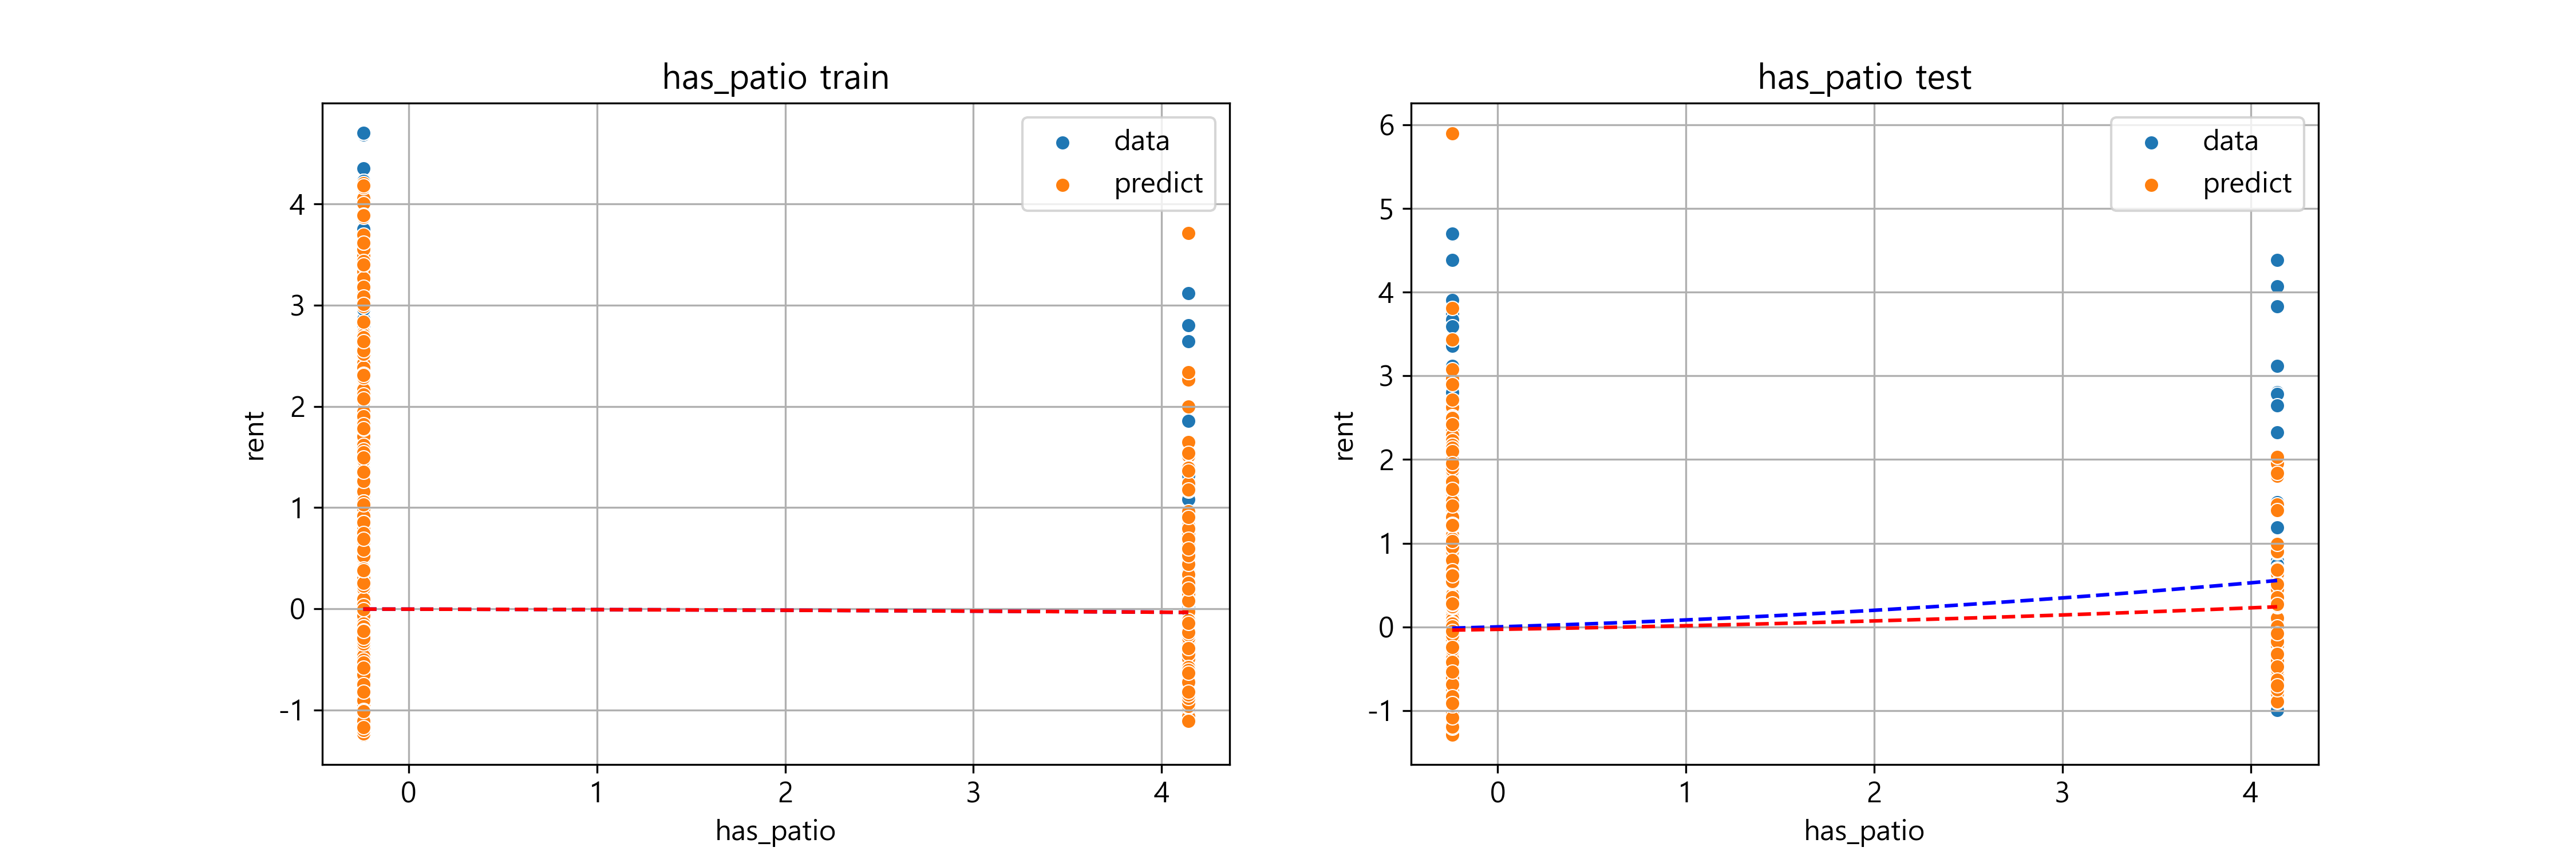 has_patio train
data
predict
rent
4
3
2
1
0
-1
0 1 2 3 4
has_patio
has_patio test
data
predict
rent
6
5
4
3
2
1
0
-1
0 1 2 3 4
has_patio